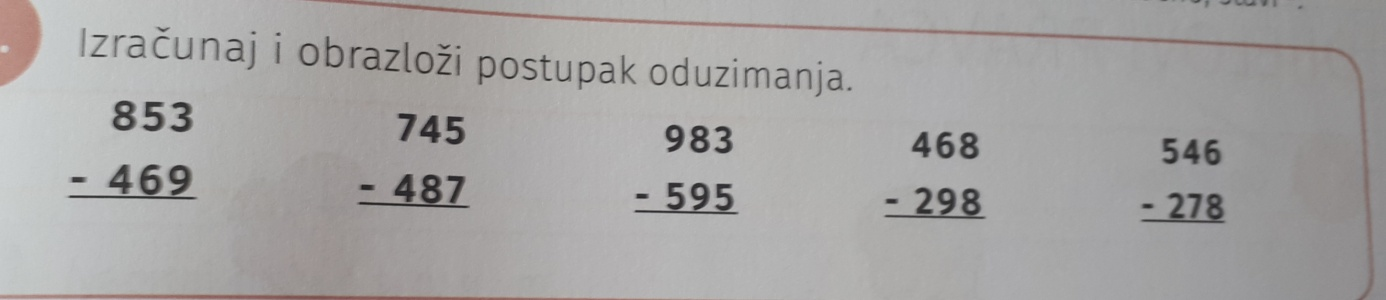 Izračunaj i obrazloži postupak oduzimanja.
853 745 983 468 546
- 469 - 487 - 595 - 298 - 278